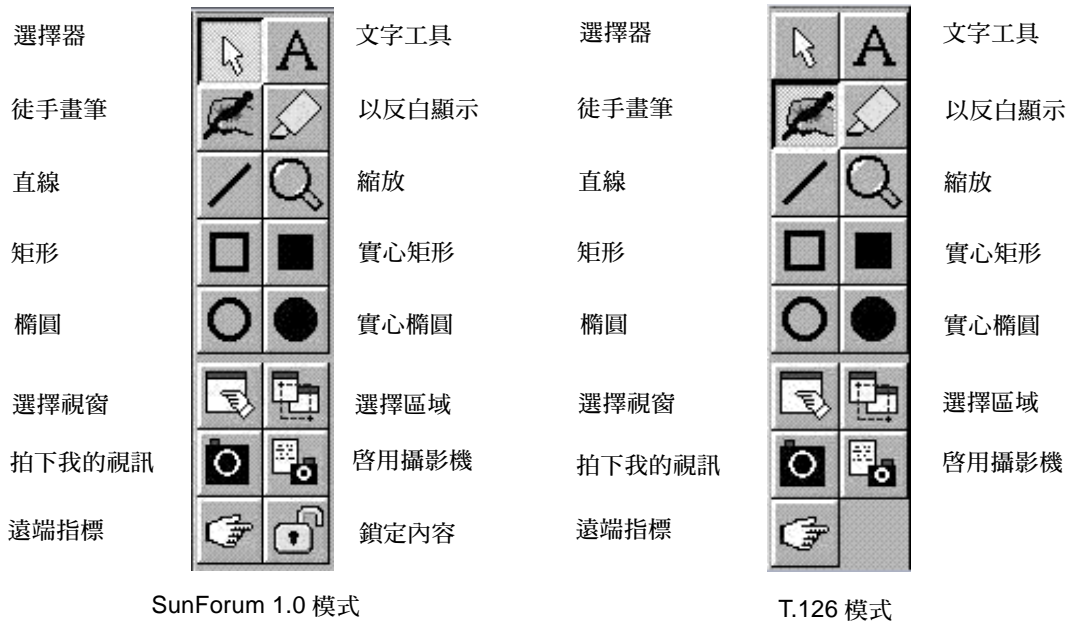 選擇器 文字工具 選擇器 文字工具
徒手畫筆 以反白顯示 徒手畫筆 以反白顯示
直線 縮放 直線 縮放
矩形 實心矩形 矩形 實心矩形
橢圓 實心橢圓 橢圓 實心橢圓
選擇視窗 選擇區域 選擇視窗 選擇區域
拍下我的視訊 啓用攝影機 拍下我的視訊 啓用攝影機
遠端指標 鎖定內容 遠端指標
SunForum 1.0 模式 T.126 模式